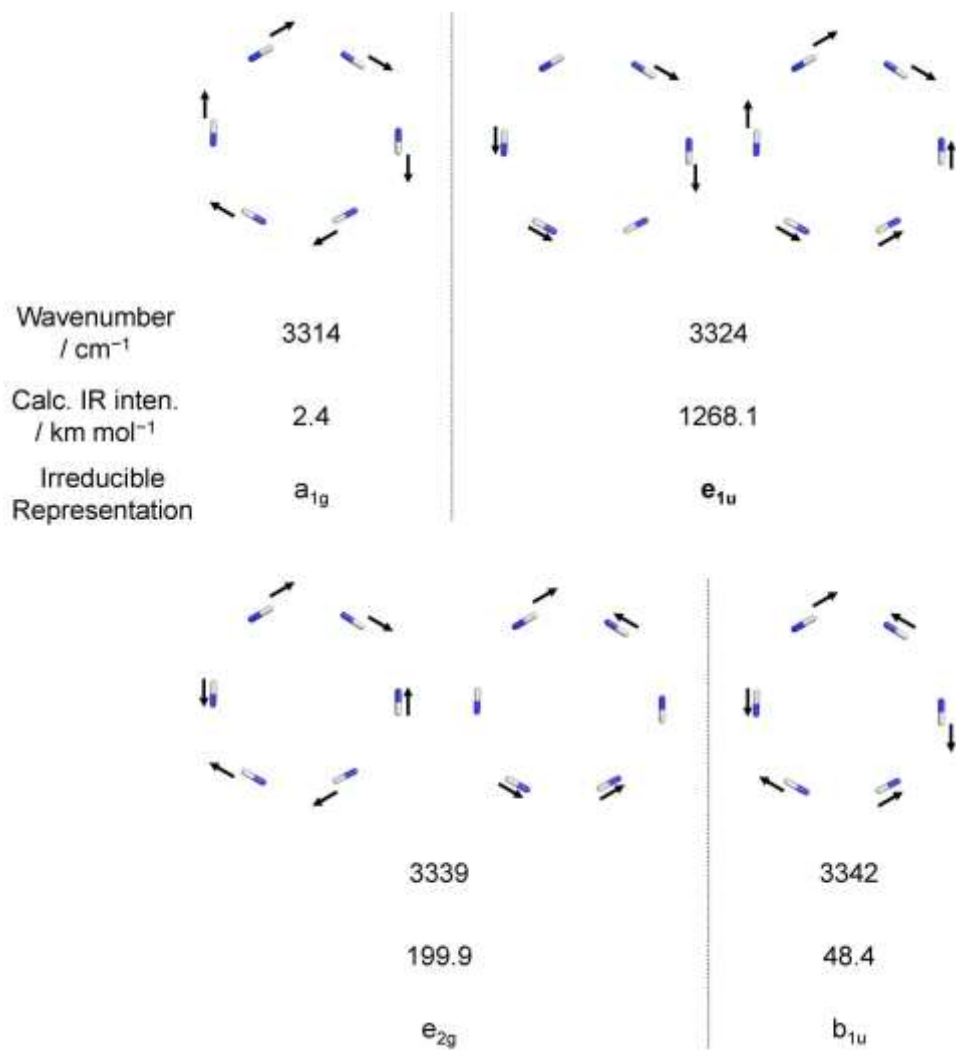 Wavenumber
/ cm⁻¹
3314
3324
Calc. IR inten.
/ km mol⁻¹
2.4
1268.1
Irreducible
Representation
a₁g
e₁u
3339
3342
199.9
48.4
e₂g
b₁u